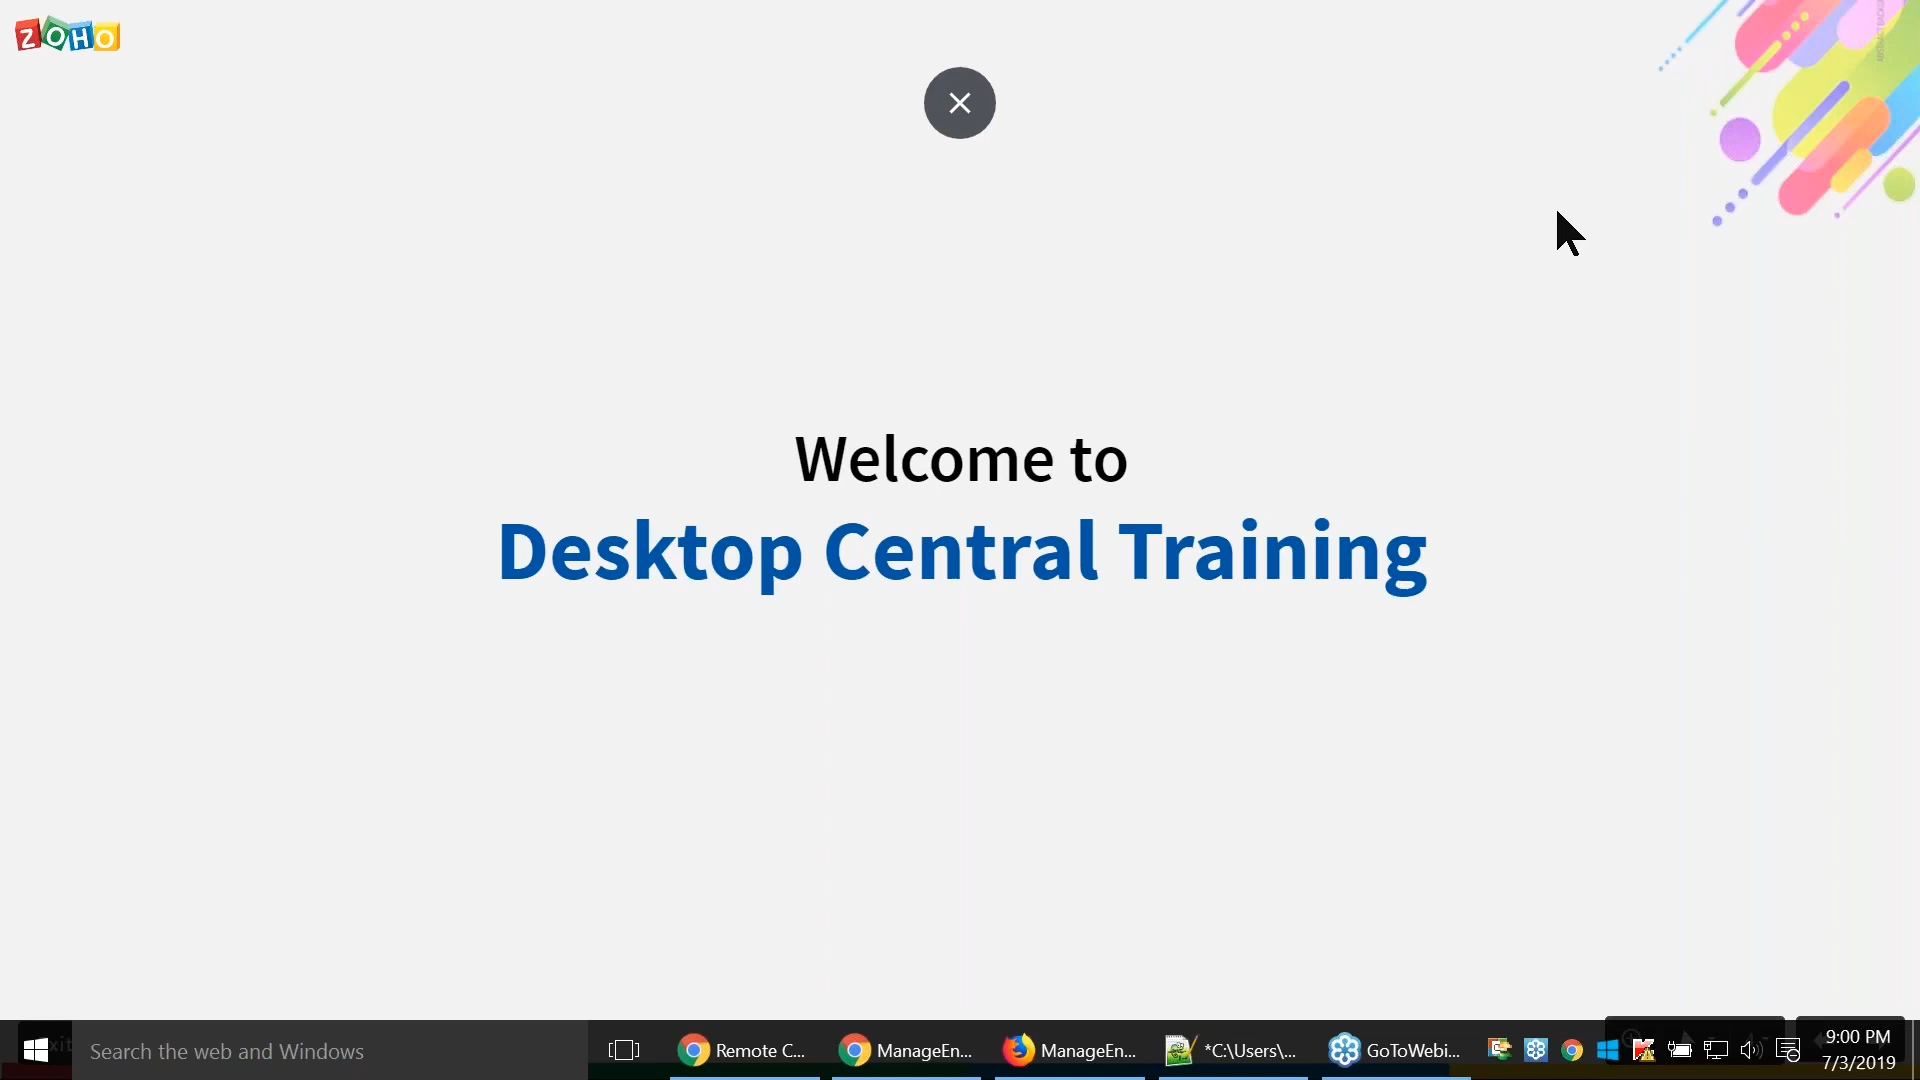 ZOHO
Welcome to
Desktop Central Training
Search the web and Windows
Remote C...
ManageEn...
ManageEn...
*C:\Users\...
GoToWebi...
9:00 PM
7/3/2019